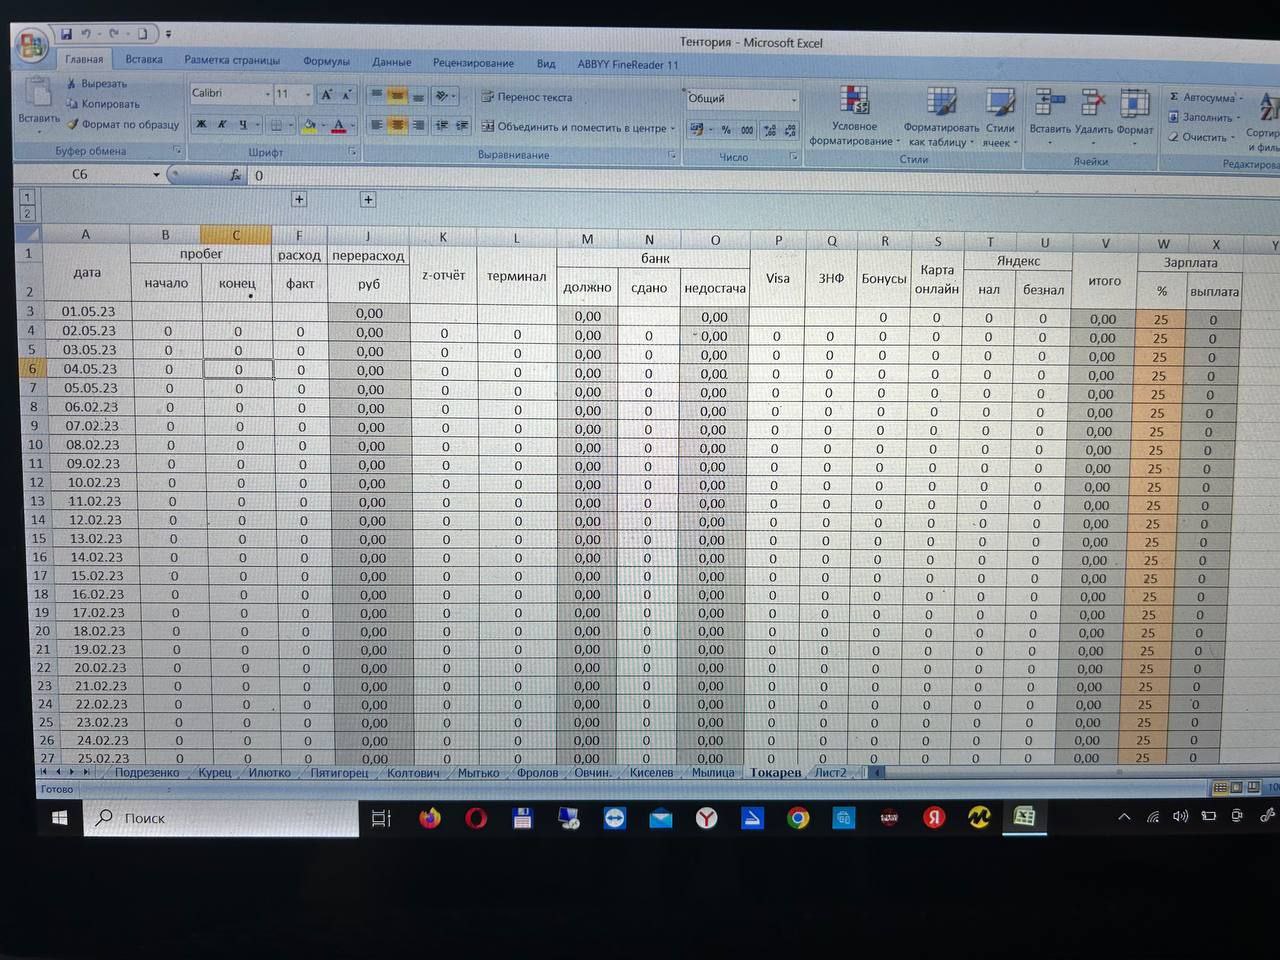 Тентория - Microsoft Excel
Главная Вставка Разметка страницы Формулы Данные Рецензирование Вид ABBYY FineReader 11
Вставить Вырезать Копировать Формат по образцу
Calibri 11 Ж К Ч
Перенос текста Объединить и поместить в центре
Общий % 000
Условное форматирование Форматировать как таблицу Стили ячеек
Вставить Удалить Формат
Автосумма Заполнить Очистить
Буфер обмена Шрифт Выравнивание Число Стили Ячейки
C6 fx 0
1
2
A B C F J K L M N O P Q R S T U V W X Y
1 дата пробег расход перерасход z-отчёт терминал банк Visa ЗНФ Бонусы Карта онлайн Яндекс итого Зарплата
2 начало конец факт руб должно сдано недостача нал безнал % выплата
3 01.05.23 0,00 0,00 0,00 0 0 0 0 0,00 25 0
4 02.05.23 0 0 0 0,00 0 0 0,00 0 0,00 0 0 0 0 0 0 0,00 25 0
5 03.05.23 0 0 0 0,00 0 0 0,00 0 0,00 0 0 0 0 0 0 0,00 25 0
6 04.05.23 0 0 0 0,00 0 0 0,00 0 0,00 0 0 0 0 0 0 0,00 25 0
7 05.05.23 0 0 0 0,00 0 0 0,00 0 0,00 0 0 0 0 0 0 0,00 25 0
8 06.02.23 0 0 0 0,00 0 0 0,00 0 0,00 0 0 0 0 0 0 0,00 25 0
9 07.02.23 0 0 0 0,00 0 0 0,00 0 0,00 0 0 0 0 0 0 0,00 25 0
10 08.02.23 0 0 0 0,00 0 0 0,00 0 0,00 0 0 0 0 0 0 0,00 25 0
11 09.02.23 0 0 0 0,00 0 0 0,00 0 0,00 0 0 0 0 0 0 0,00 25 0
12 10.02.23 0 0 0 0,00 0 0 0,00 0 0,00 0 0 0 0 0 0 0,00 25 0
13 11.02.23 0 0 0 0,00 0 0 0,00 0 0,00 0 0 0 0 0 0 0,00 25 0
14 12.02.23 0 0 0 0,00 0 0 0,00 0 0,00 0 0 0 0 0 0 0,00 25 0
15 13.02.23 0 0 0 0,00 0 0 0,00 0 0,00 0 0 0 0 0 0 0,00 25 0
16 14.02.23 0 0 0 0,00 0 0 0,00 0 0,00 0 0 0 0 0 0 0,00 25 0
17 15.02.23 0 0 0 0,00 0 0 0,00 0 0,00 0 0 0 0 0 0 0,00 25 0
18 16.02.23 0 0 0 0,00 0 0 0,00 0 0,00 0 0 0 0 0 0 0,00 25 0
19 17.02.23 0 0 0 0,00 0 0 0,00 0 0,00 0 0 0 0 0 0 0,00 25 0
20 18.02.23 0 0 0 0,00 0 0 0,00 0 0,00 0 0 0 0 0 0 0,00 25 0
21 19.02.23 0 0 0 0,00 0 0 0,00 0 0,00 0 0 0 0 0 0 0,00 25 0
22 20.02.23 0 0 0 0,00 0 0 0,00 0 0,00 0 0 0 0 0 0 0,00 25 0
23 21.02.23 0 0 0 0,00 0 0 0,00 0 0,00 0 0 0 0 0 0 0,00 25 0
24 22.02.23 0 0 0 0,00 0 0 0,00 0 0,00 0 0 0 0 0 0 0,00 25 0
25 23.02.23 0 0 0 0,00 0 0 0,00 0 0,00 0 0 0 0 0 0 0,00 25 0
26 24.02.23 0 0 0 0,00 0 0 0,00 0 0,00 0 0 0 0 0 0 0,00 25 0
27 25.02.23 0 0 0 0,00 0 0 0,00 0 0,00 0 0 0 0 0 0 0,00 25 0
Подрезенко Курец Илютко Пятигорец Колтович Мытько Фролов Овчин. Киселев Мылица Токарев Лист2
Готово
Поиск